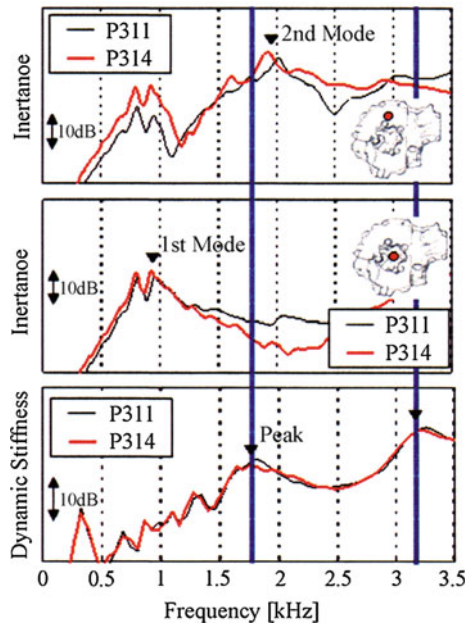 P311
P314
2nd Mode
Inertanoe
10dB
1st Mode
Inertanoe
10dB
P311
P314
P311
P314
Peak
Dynamic Stiffness
10dB
0 0.5 1 1.5 2 2.5 3 3.5
Frequency [kHz]